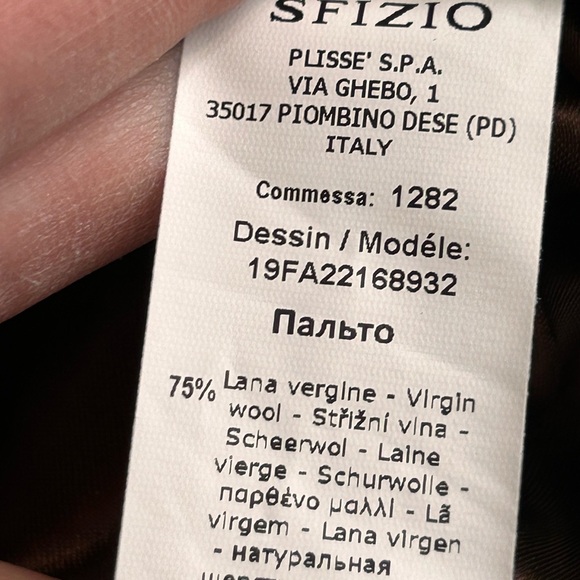 SFIZIO
PLISSE' S.P.A.
VIA GHEBO, 1
35017 PIOMBINO DESE (PD)
ITALY
Commessa: 1282
Dessin / Modéle:
19FA22168932
Пальто
75% Lana vergine - Virgin
wool - Střižní vlna -
Scheerwol - Laine
vierge - Schurwolle -
παρθένο μαλλί - Lã
virgem - Lana virgen
- натуральная